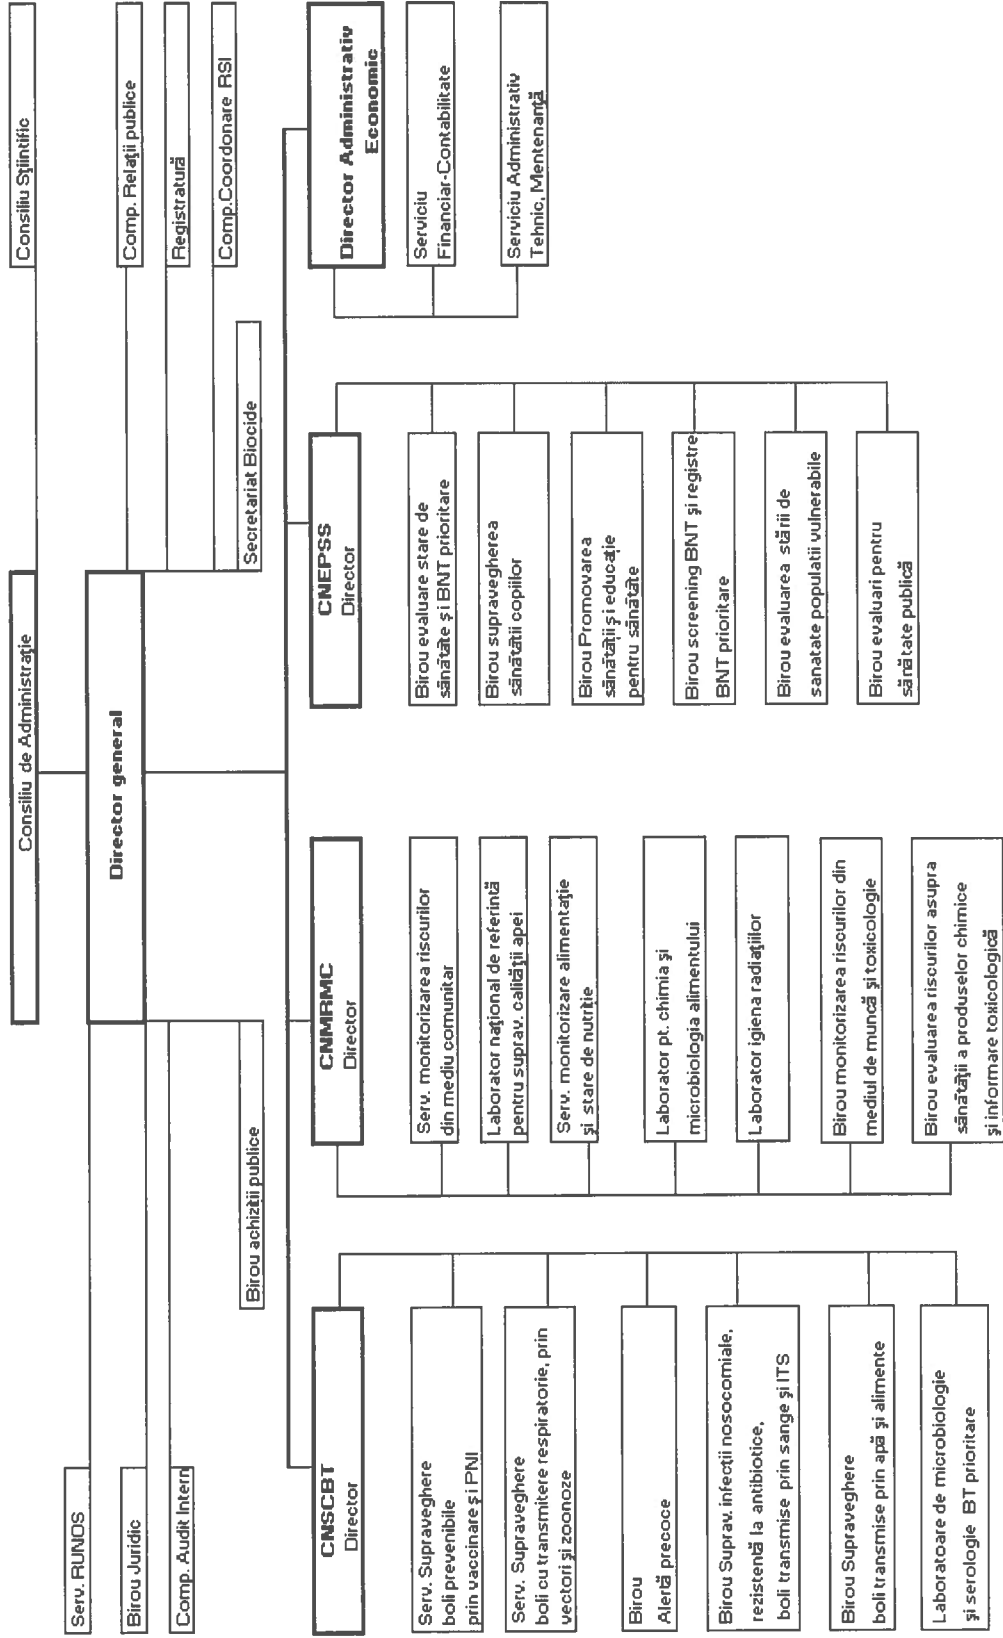 Consiliu de Administrație
Consiliu Științific
Director general
Serv. RUNOS
Birou Juridic
Comp. Audit Intern
Birou achiziții publice
Comp. Relații publice
Registratură
Comp.Coordonare RSI
Secretariat Biocide
CNSCBT
Director
Serv. Supraveghere
boli prevenibile
prin vaccinare și PNI
Serv. Supraveghere
boli cu transmitere respiratorie, prin
vectori și zoonoze
Birou
Alertă precoce
Birou Suprav. infecții nosocomiale,
rezistență la antibiotice,
boli transmise prin sange și ITS
Birou Supraveghere
boli transmise prin apă și alimente
Laboratoare de microbiologie
și serologie BT prioritare
CNMRMC
Director
Serv. monitorizarea riscurilor
din mediu comunitar
Laborator național de referință
pentru suprav. calității apei
Serv. monitorizare alimentație
și stare de nutritie
Laborator pt. chimia și
microbiologia alimentului
Laborator igiena radiațiilor
Birou monitorizarea riscurilor din
mediul de muncă și toxicologie
Birou evaluarea riscurilor asupra
sănătății a produselor chimice
și informare toxicologică
CNEPSS
Director
Birou evaluare stare de
sănătate și BNT prioritare
Birou supravegherea
sănătății copiilor
Birou Promovarea
sănătății și educație
pentru sănătate
Birou screening BNT și registre
BNT prioritare
Birou evaluarea stării de
sanatate populatii vulnerabile
Birou evaluari pentru
sănătate publică
Director Administrativ
Economic
Serviciu
Financiar-Contabilitate
Serviciu Administrativ
Tehnic, Mentenanță